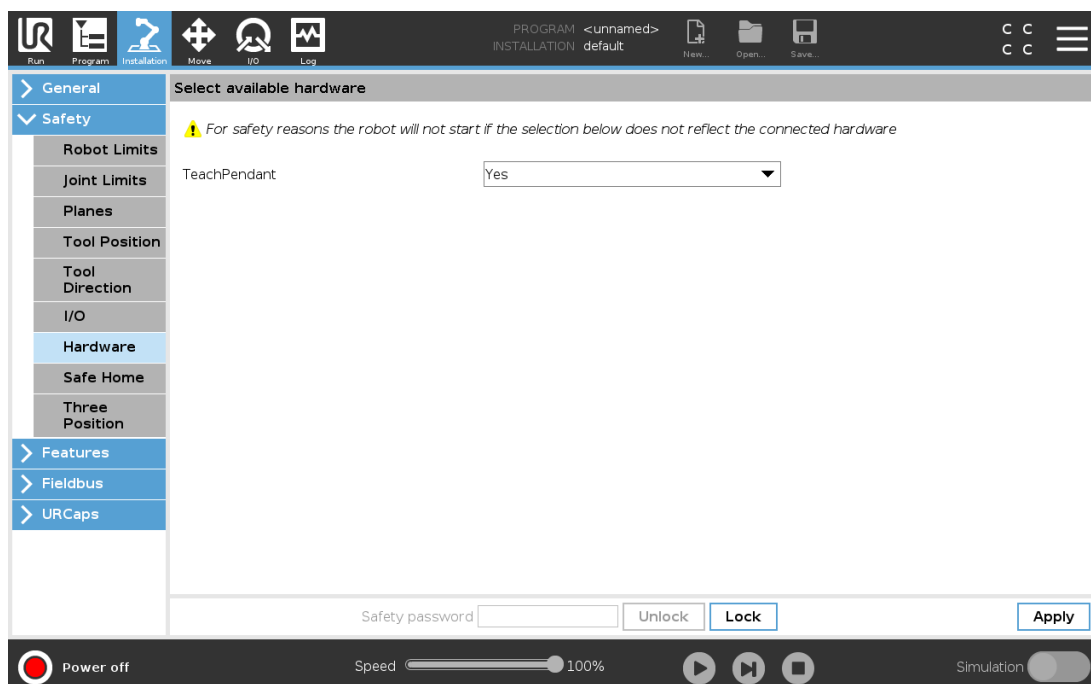 PROGRAM <unnamed>
INSTALLATION default
UR
Run Program Installation Move I/O Log New... Open... Save...
C C
C C
General
Safety
Robot Limits
Joint Limits
Planes
Tool Position
Tool
Direction
I/O
Hardware
Safe Home
Three
Position
Features
Fieldbus
URCaps
Select available hardware
For safety reasons the robot will not start if the selection below does not reflect the connected hardware
TeachPendant Yes
Safety password Unlock Lock Apply
Power off Speed 100% Simulation